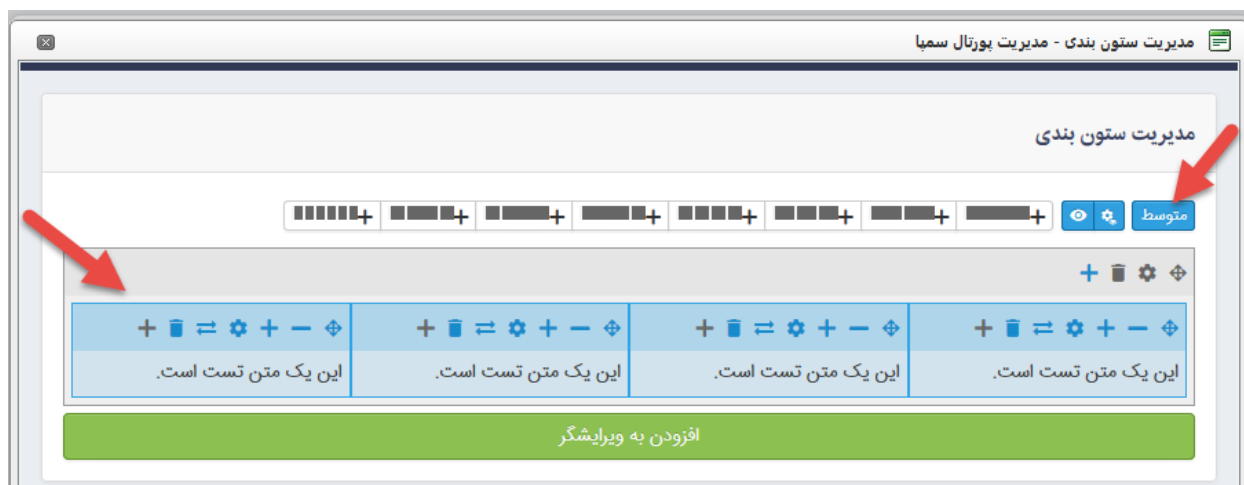 مدیریت ستون بندی - مدیریت پورتال سمپا
مدیریت ستون بندی
متوسط
این یک متن تست است.
این یک متن تست است.
این یک متن تست است.
این یک متن تست است.
افزودن به ویرایشگر